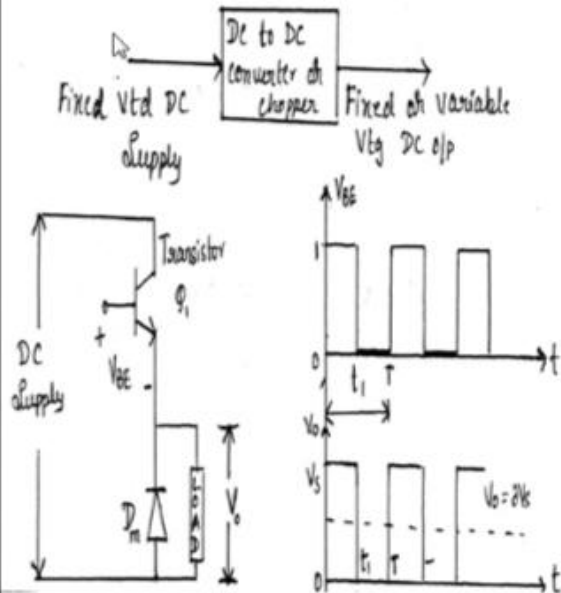 DC to DC
converter or
chopper
Fixed Vtd DC
Supply
Fixed or variable
Vtg DC o/p
Transistor
Q1
+
VBE
-
DC
Supply
Dm
LOAD
Vo
VBE
1
0
t1
T
t
Vo
Vs
Vo = δVs
0
t1
T
t